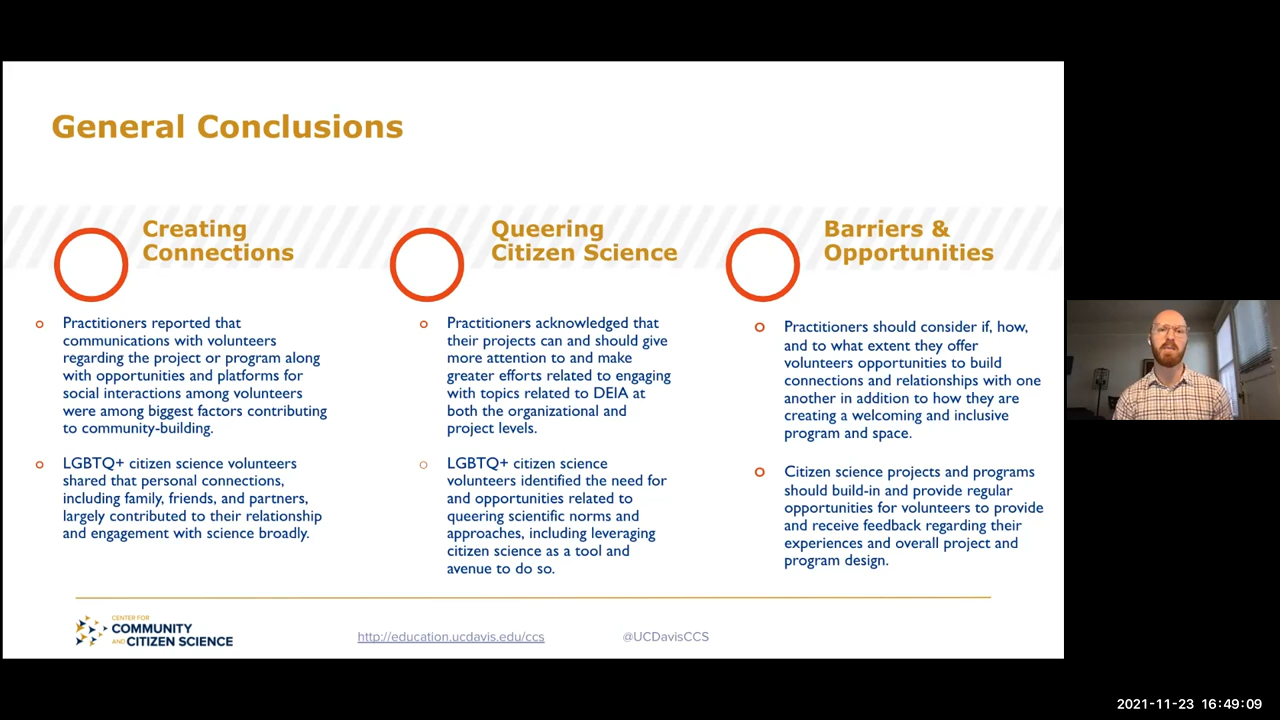 General Conclusions
Creating
Connections
o Practitioners reported that
communications with volunteers
regarding the project or program along
with opportunities and platforms for
social interactions among volunteers
were among biggest factors contributing
to community-building.
o LGBTQ+ citizen science volunteers
shared that personal connections,
including family, friends, and partners,
largely contributed to their relationship
and engagement with science broadly.
Queering
Citizen Science
o Practitioners acknowledged that
their projects can and should give
more attention to and make
greater efforts related to engaging
with topics related to DEIA at
both the organizational and
project levels.
o LGBTQ+ citizen science
volunteers identified the need for
and opportunities related to
queering scientific norms and
approaches, including leveraging
citizen science as a tool and
avenue to do so.
Barriers &
Opportunities
o Practitioners should consider if, how,
and to what extent they offer
volunteers opportunities to build
connections and relationships with one
another in addition to how they are
creating a welcoming and inclusive
program and space.
o Citizen science projects and programs
should build-in and provide regular
opportunities for volunteers to provide
and receive feedback regarding their
experiences and overall project and
program design.
CENTER FOR
COMMUNITY
AND CITIZEN SCIENCE
http://education.ucdavis.edu/ccs
@UCDavisCCS
2021-11-23 16:49:09